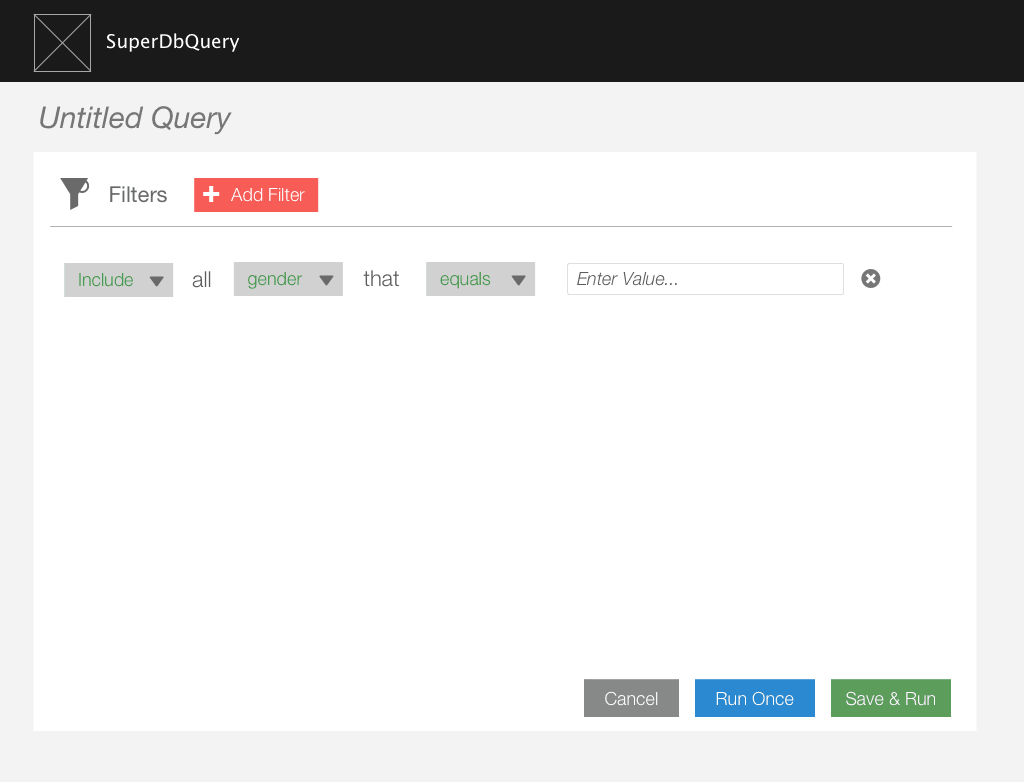 SuperDbQuery
Untitled Query
Filters
Add Filter
Include all gender that equals Enter Value...
Cancel Run Once Save & Run